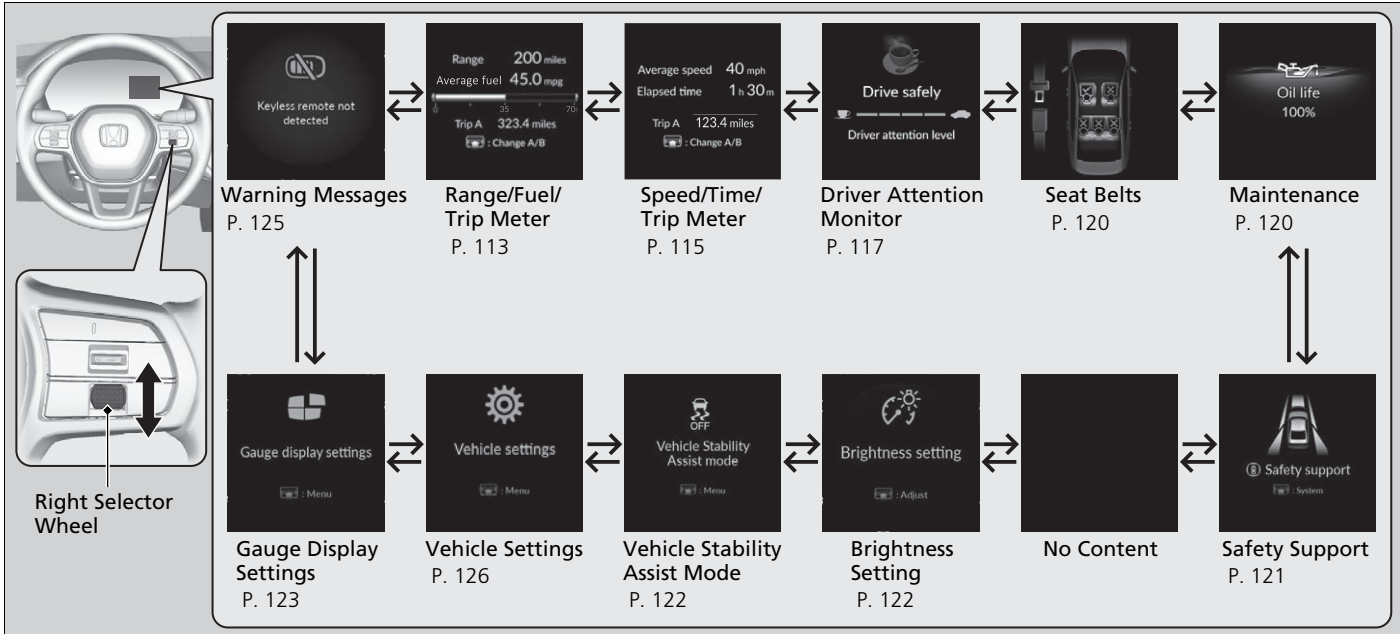 Keyless remote not
detected
Warning Messages
P. 125
Range 200 miles
Average fuel 45.0 mpg
0 35 70
Trip A 323.4 miles
: Change A/B
Range/Fuel/
Trip Meter
P. 113
Average speed 40 mph
Elapsed time 1 h 30 m
Trip A 123.4 miles
: Change A/B
Speed/Time/
Trip Meter
P. 115
Drive safely
Driver attention level
Driver Attention
Monitor
P. 117
Seat Belts
P. 120
Oil life
100%
Maintenance
P. 120
Right Selector
Wheel
Gauge display settings
: Menu
Gauge Display
Settings
P. 123
Vehicle settings
: Menu
Vehicle Settings
P. 126
OFF
Vehicle Stability
Assist mode
: Menu
Vehicle Stability
Assist Mode
P. 122
Brightness setting
: Adjust
Brightness
Setting
P. 122
No Content
Safety support
: System
Safety Support
P. 121